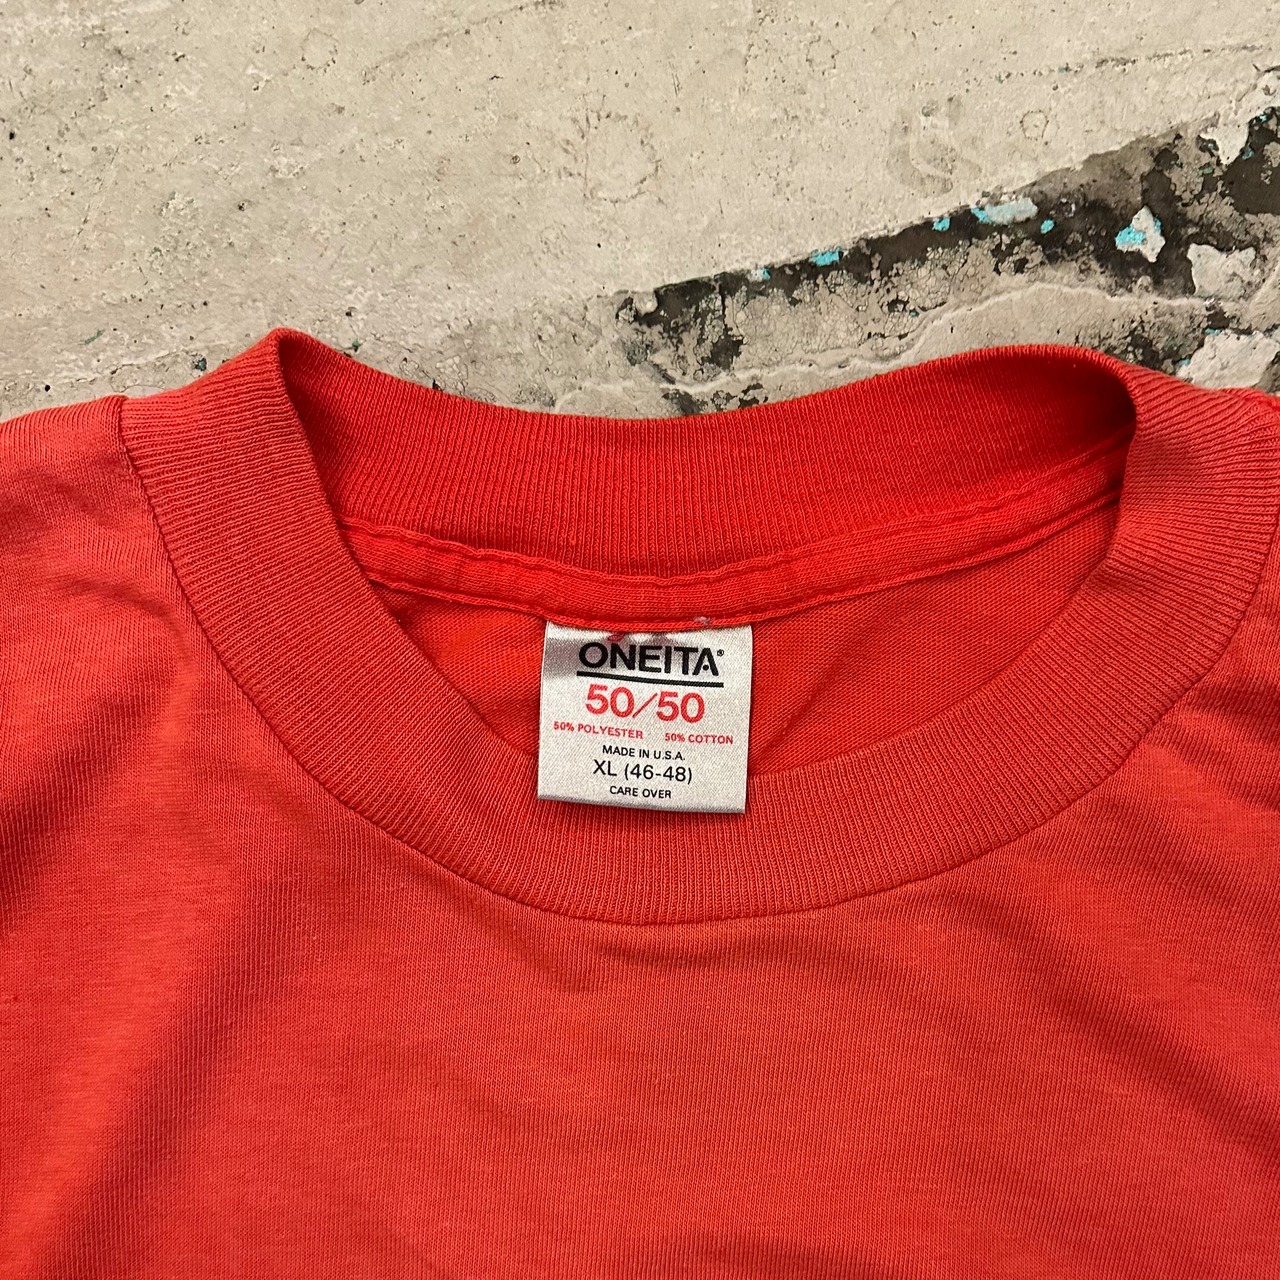 ONEITA®
50/50
50% POLYESTER 50% COTTON
MADE IN U.S.A.
XL (46-48)
CARE OVER